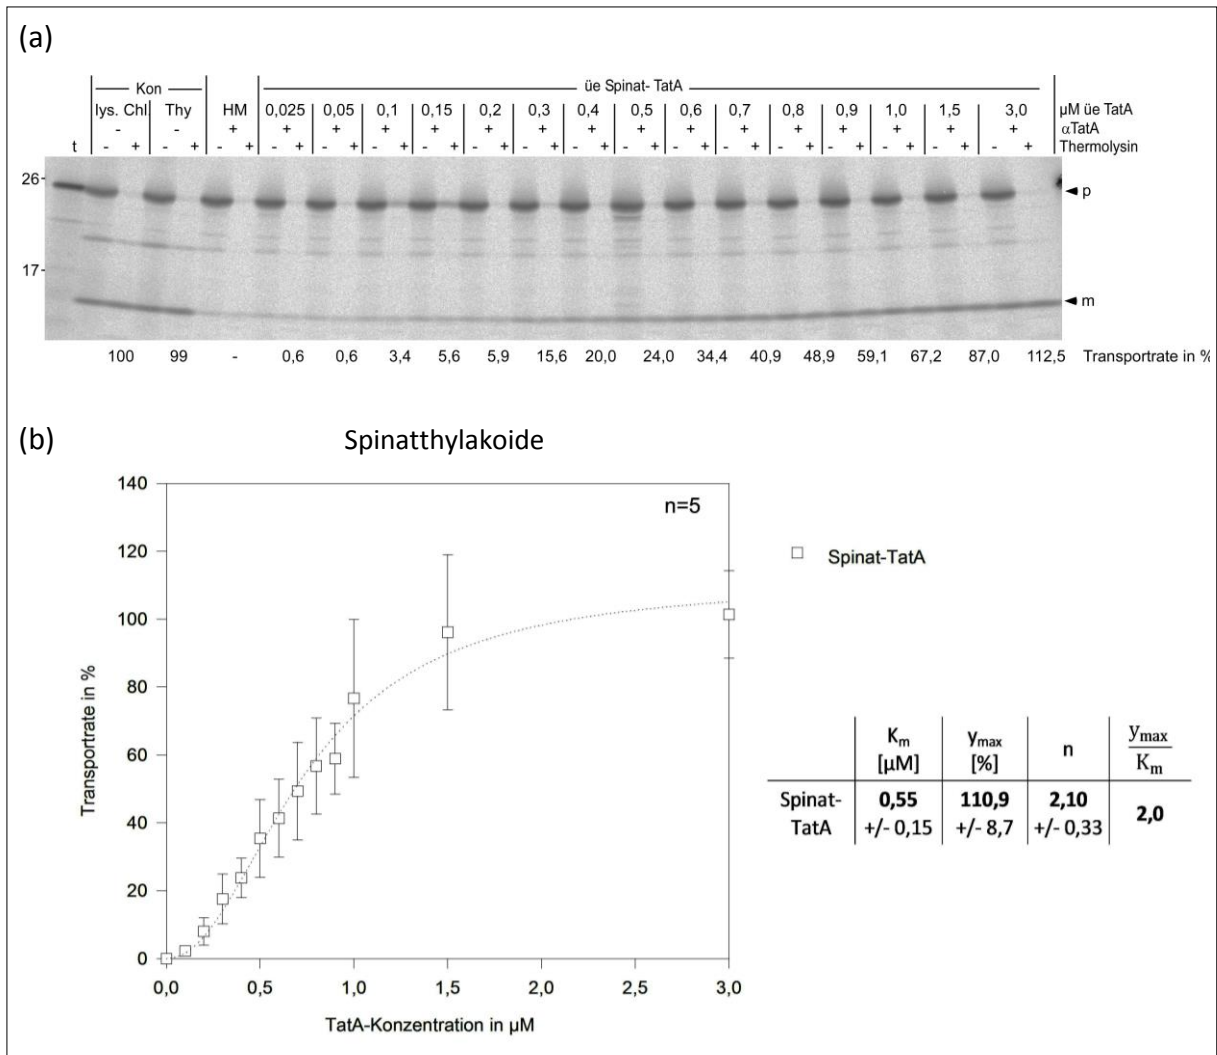 (a)
Kon üe Spinat- TatA
lys. Chl. Thy HM 0,025 0,05 0,1 0,15 0,2 0,3 0,4 0,5 0,6 0,7 0,8 0,9 1,0 1,5 3,0 µM üe TatA
- - + + + + + + + + + + + + + + + + αTatA
t - + - + - + - + - + - + - + - + - + - + - + - + - + - + - + - + - + - + Thermolysin
26- p
17-
m
100 99 - 0,6 0,6 3,4 5,6 5,9 15,6 20,0 24,0 34,4 40,9 48,9 59,1 67,2 87,0 112,5 Transportrate in %
(b) Spinatthylakoide
140
n=5
120
Spinat-TatA
100
80
60
40
20
0
Transportrate in %
0,0 0,5 1,0 1,5 2,0 2,5 3,0
TatA-Konzentration in µM
Km ymax n ymax
[µM] [%] Km
Spinat- 0,55 110,9 2,10 2,0
TatA +/- 0,15 +/- 8,7 +/- 0,33